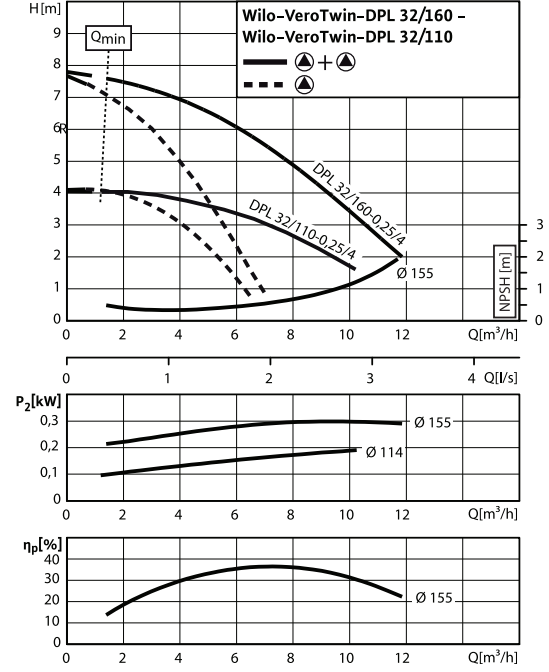 H [m]
Wilo-VeroTwin-DPL 32/160 –
Wilo-VeroTwin-DPL 32/110
+
Qmin
9
8
7
6
R
5
4
3
2
1
0
DPL 32/160-0,25/4
DPL 32/110-0,25/4
Ø 155
3
2
1
0
NPSH [m]
0 2 4 6 8 10 12 Q[m³/h]
0 1 2 3 4 Q[l/s]
P₂[kW]
0,3
0,2
0,1
0
Ø 155
Ø 114
0 2 4 6 8 10 12 Q[m³/h]
ηp[%]
40
30
20
10
0
Ø 155
0 2 4 6 8 10 12 Q[m³/h]